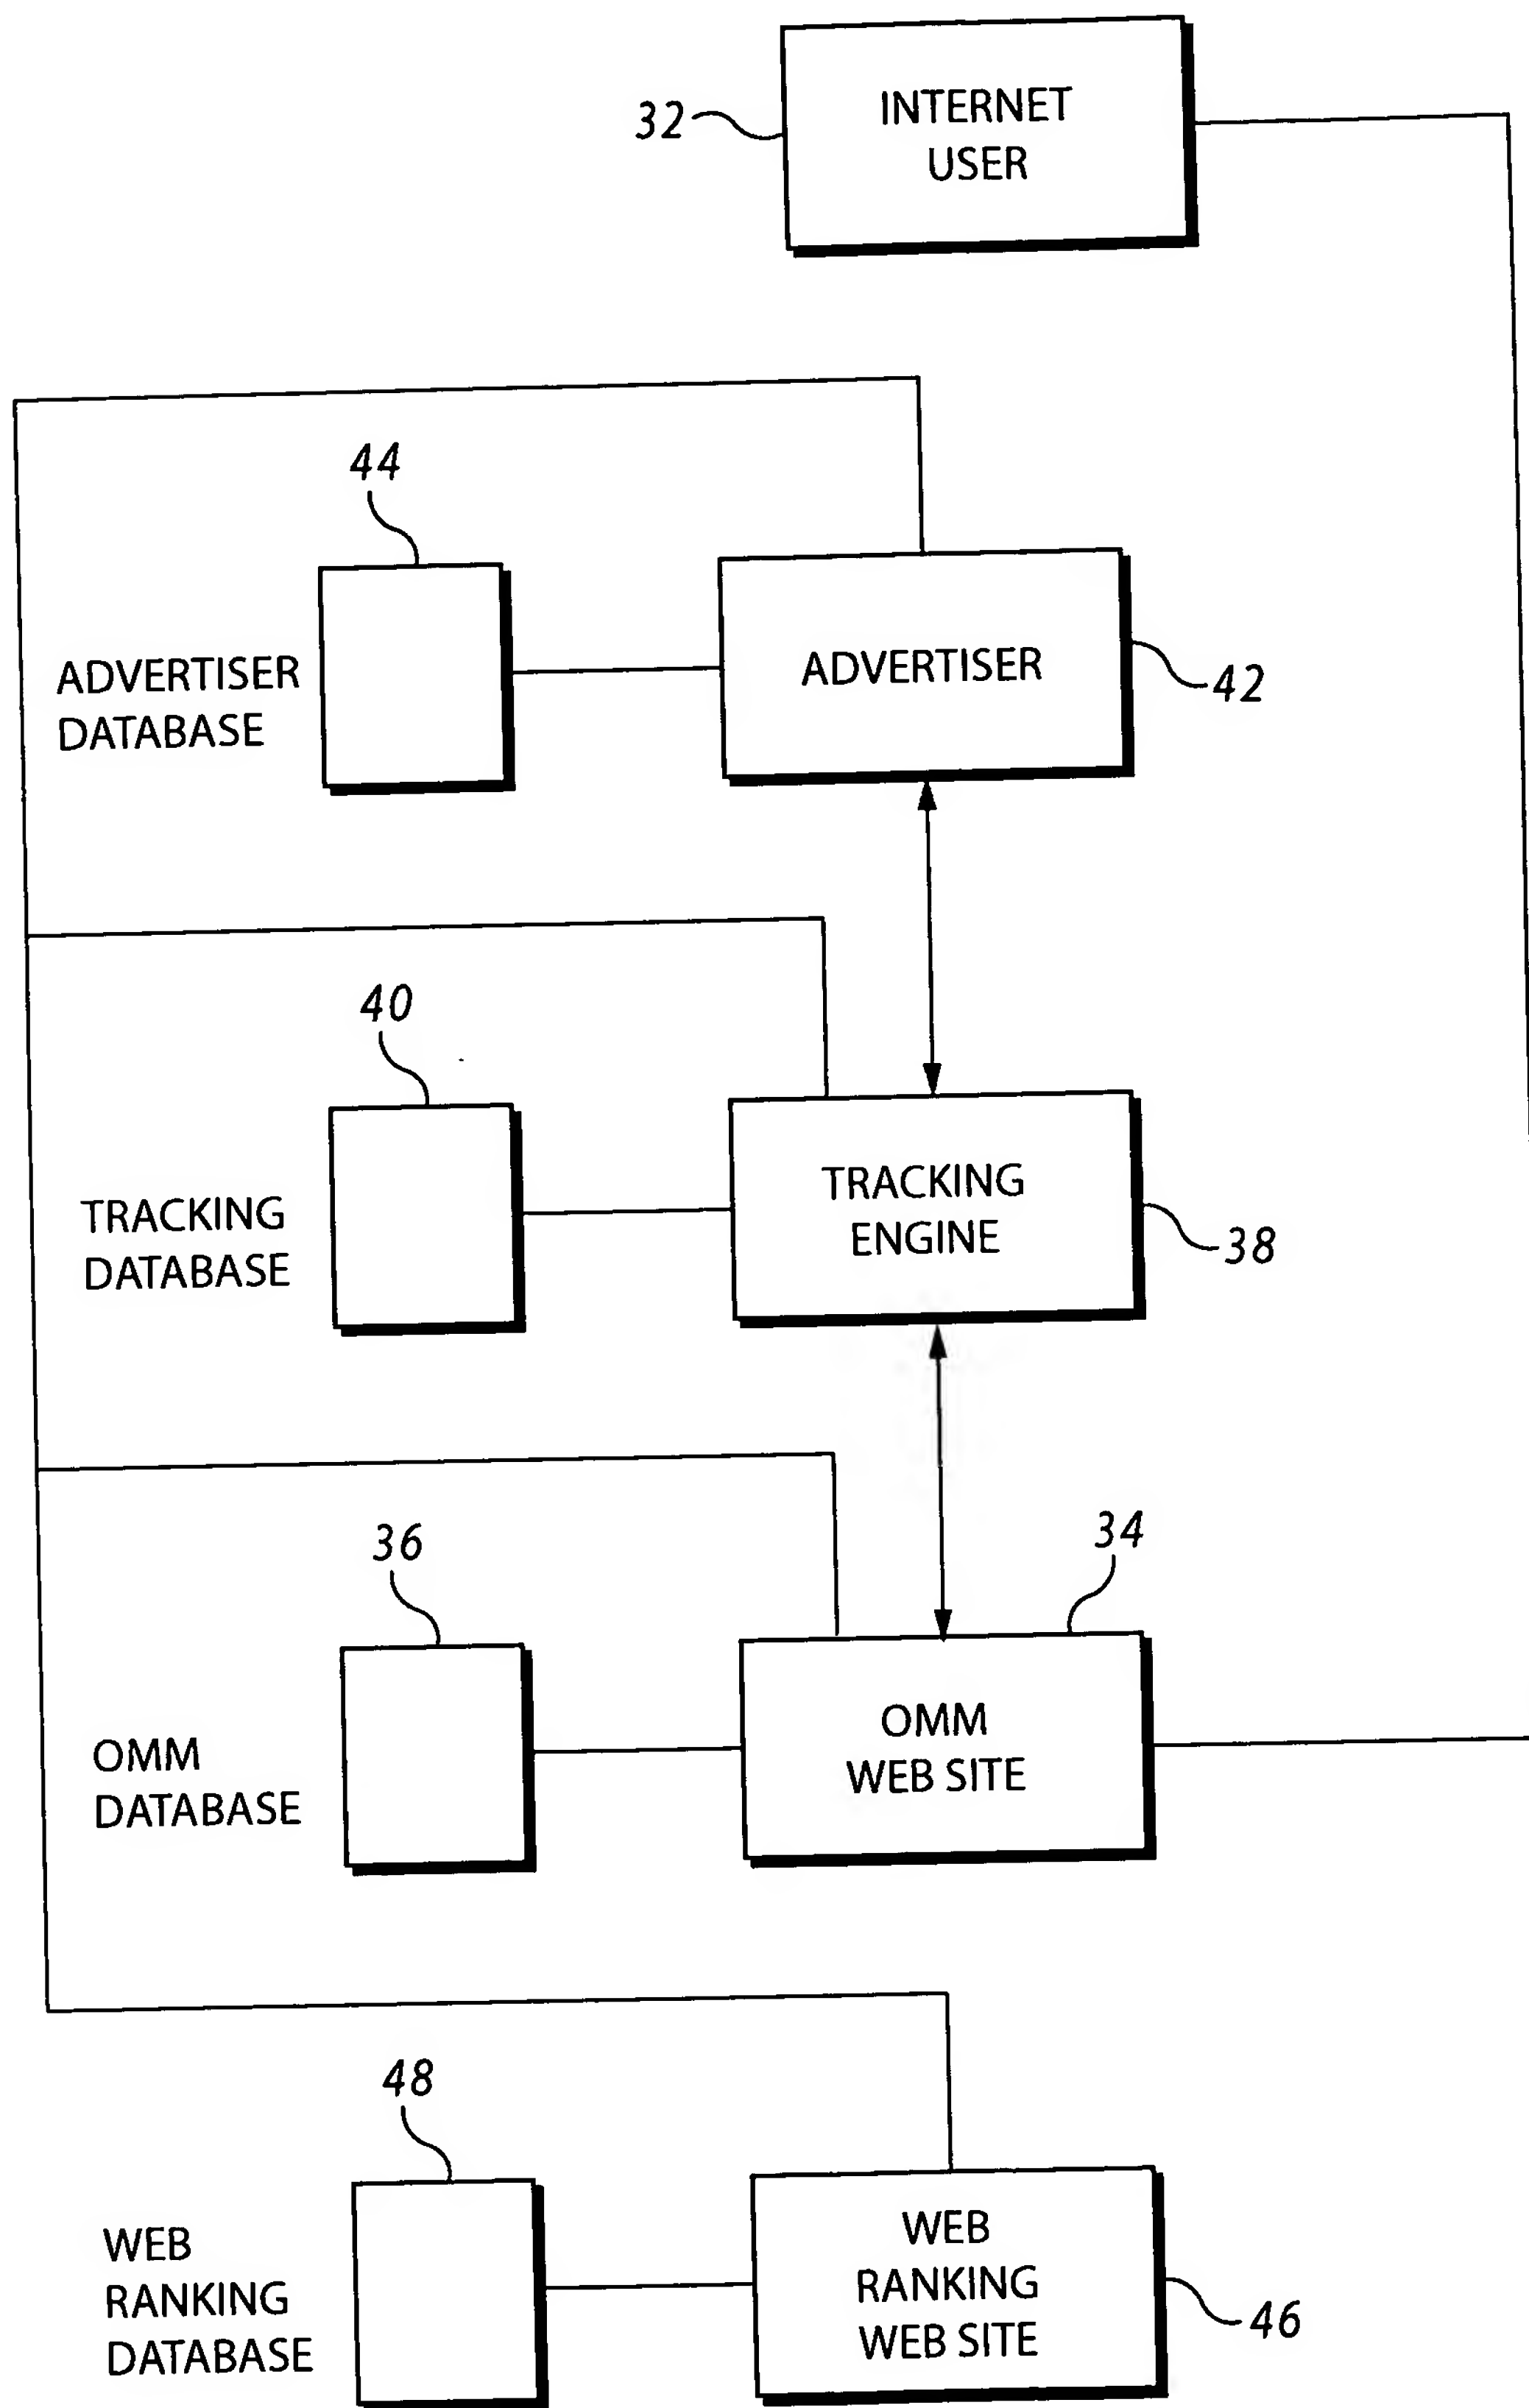 32
INTERNET
USER
44
ADVERTISER
DATABASE
ADVERTISER
42
40
TRACKING
DATABASE
TRACKING
ENGINE
38
36
34
OMM
DATABASE
OMM
WEB SITE
48
WEB
RANKING
DATABASE
WEB
RANKING
WEB SITE
46